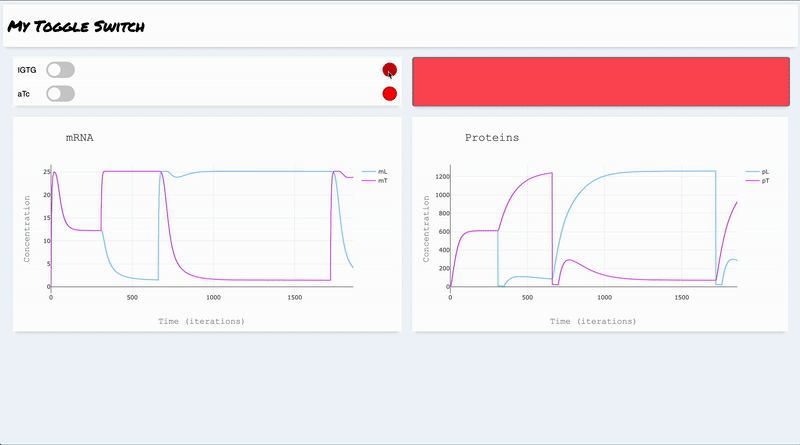 My Toggle Switch
IGTG
aTc
mRNA
Concentration
25
20
15
10
5
0
0
500
1000
1500
Time (iterations)
mL
mT
Proteins
Concentration
1200
1000
800
600
400
200
0
0
500
1000
1500
Time (iterations)
pL
pT